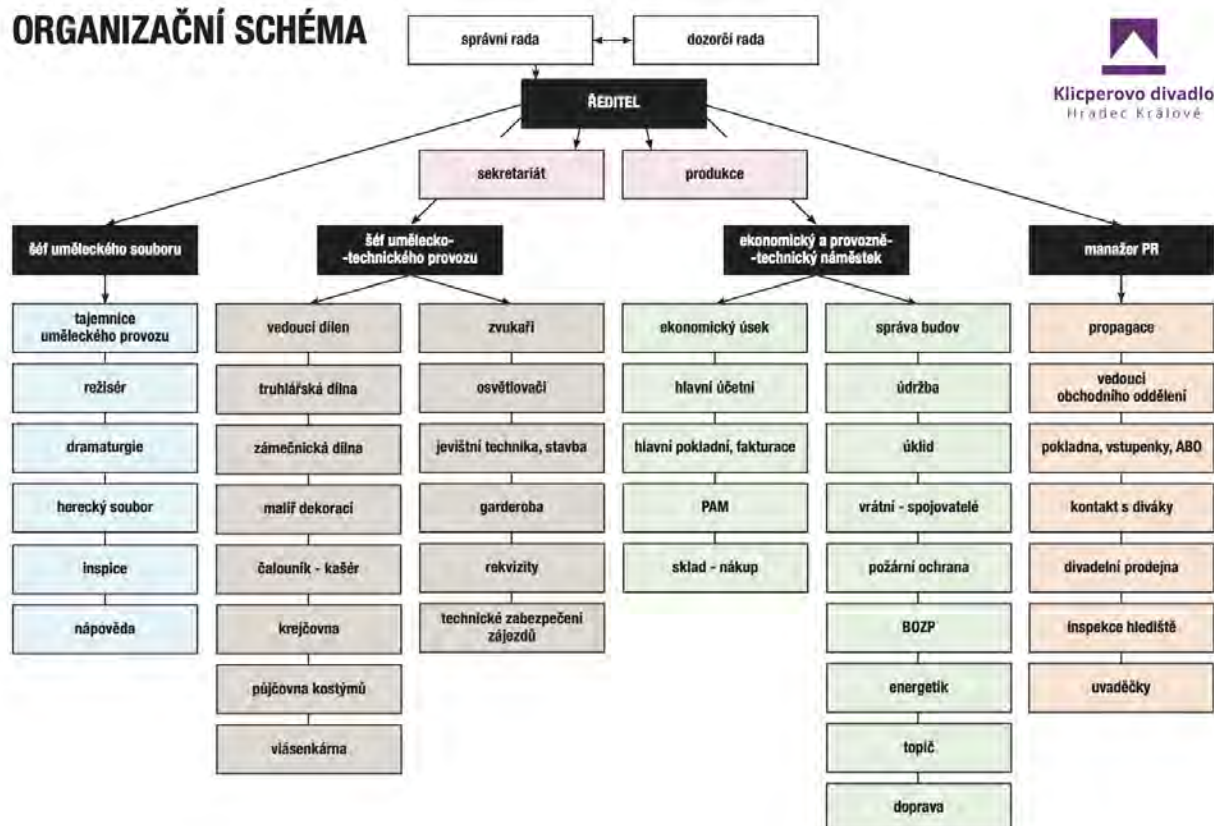 ORGANIZAČNÍ SCHÉMA
správní rada
dozorčí rada
Klicperovo divadlo
Hradec Králové
ŘEDITEL
sekretariát
produkce
šéf uměleckého souboru
šéf umělecko-
-technického provozu
ekonomický a provozně-
-technický náměstek
manažer PR
tajemnice
uměleckého provozu
režisér
dramaturgie
herecký soubor
inspice
nápověda
vedoucí dílen
truhlářská dílna
zámečnická dílna
malíř dekorací
čalouník - kašér
krejčovna
půjčovna kostýmů
vlásenkárna
zvukaři
osvětlovači
jevištní technika, stavba
garderoba
rekvizity
technické zabezpečení
zájezdů
ekonomický úsek
hlavní účetní
hlavní pokladní, fakturace
PAM
sklad - nákup
správa budov
údržba
úklid
vrátní - spojovatelé
požární ochrana
BOZP
energetik
topič
doprava
propagace
vedoucí
obchodního oddělení
pokladna, vstupenky, ABO
kontakt s diváky
divadelní prodejna
inspekce hlediště
uvaděčky